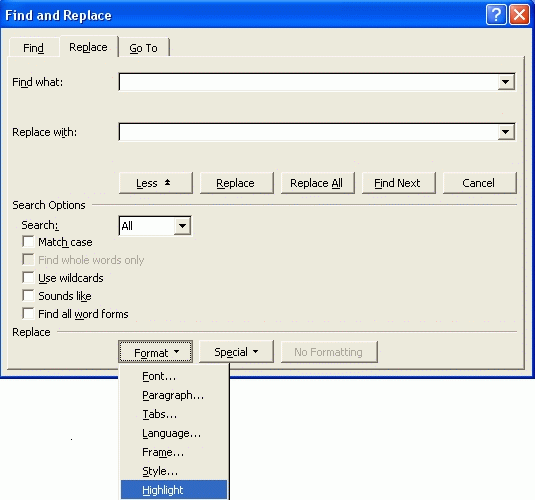 Find and Replace
Find Replace Go To
Find what:
Replace with:
Less Replace Replace All Find Next Cancel
Search Options
Search: All
Match case
Find whole words only
Use wildcards
Sounds like
Find all word forms
Replace
Format Special No Formatting
Font...
Paragraph...
Tabs...
Language...
Frame...
Style...
Highlight